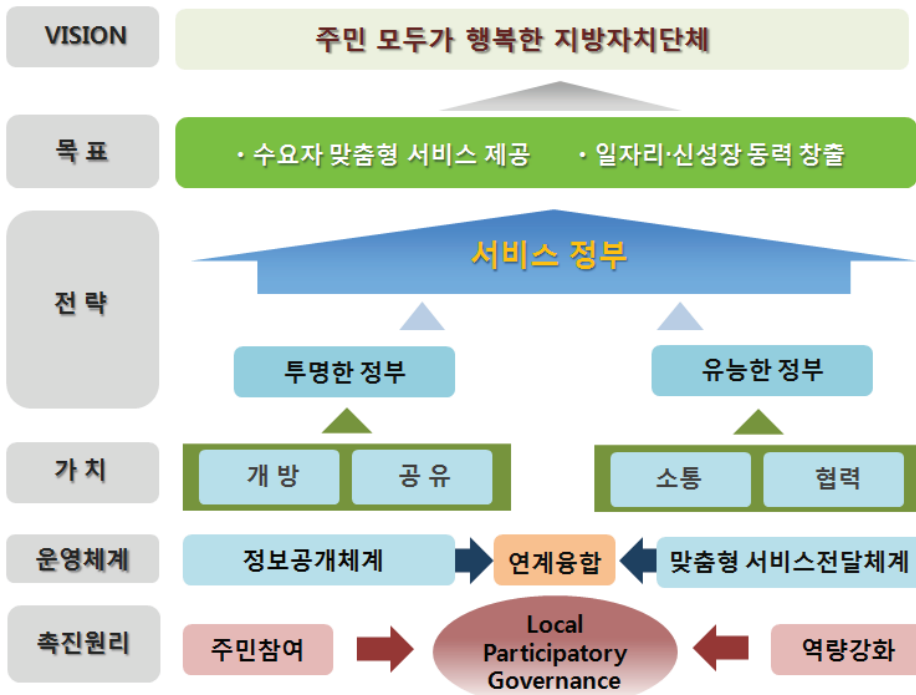 VISION
주민 모두가 행복한 지방자치단체
목 표
· 수요자 맞춤형 서비스 제공 · 일자리·신성장 동력 창출
전 략
서비스 정부
투명한 정부 유능한 정부
가 치
개 방 공 유 소통 협력
운영체계
정보공개체계 연계융합 맞춤형 서비스전달체계
촉진원리
주민참여
Local
Participatory
Governance
역량강화